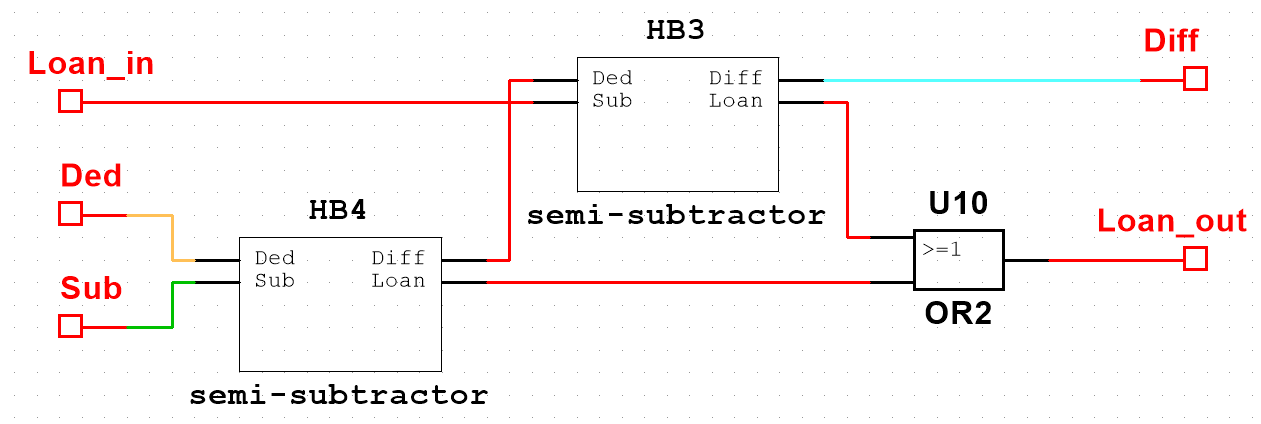 HB3
Diff
Loan_in
Ded Diff
Sub Loan
Ded
HB4
semi-subtractor
U10
Loan_out
Ded Diff
Sub Loan
>=1
Sub
OR2
semi-subtractor